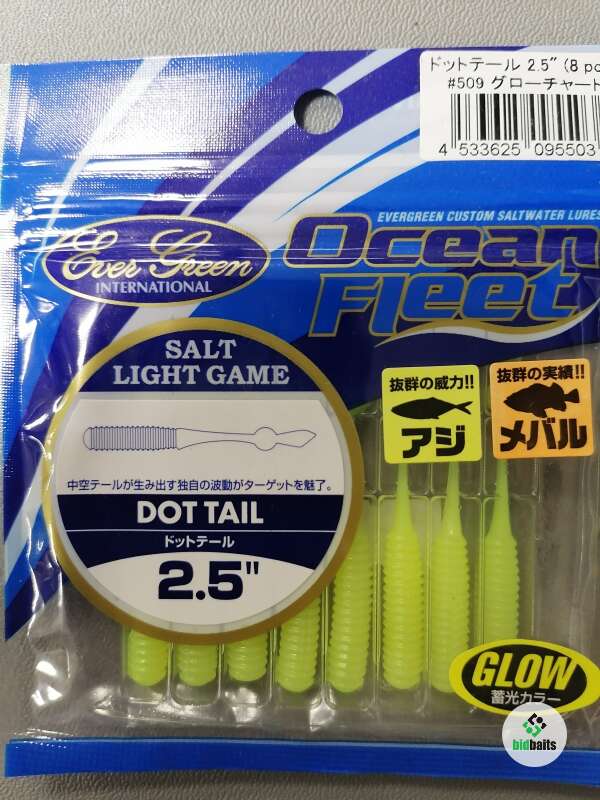 ドットテール 2.5" (8 pc
#509 グローチャート
4 533625 095503
EVERGREEN CUSTOM SALTWATER LURES
Ocean
Fleet
Ever Green
INTERNATIONAL
SALT
LIGHT GAME
中空テールが生み出す独自の波動がターゲットを魅了。
DOT TAIL
ドットテール
2.5"
抜群の威力!!
アジ
抜群の実績!!
メバル
GLOW
蓄光カラー
bidbaits